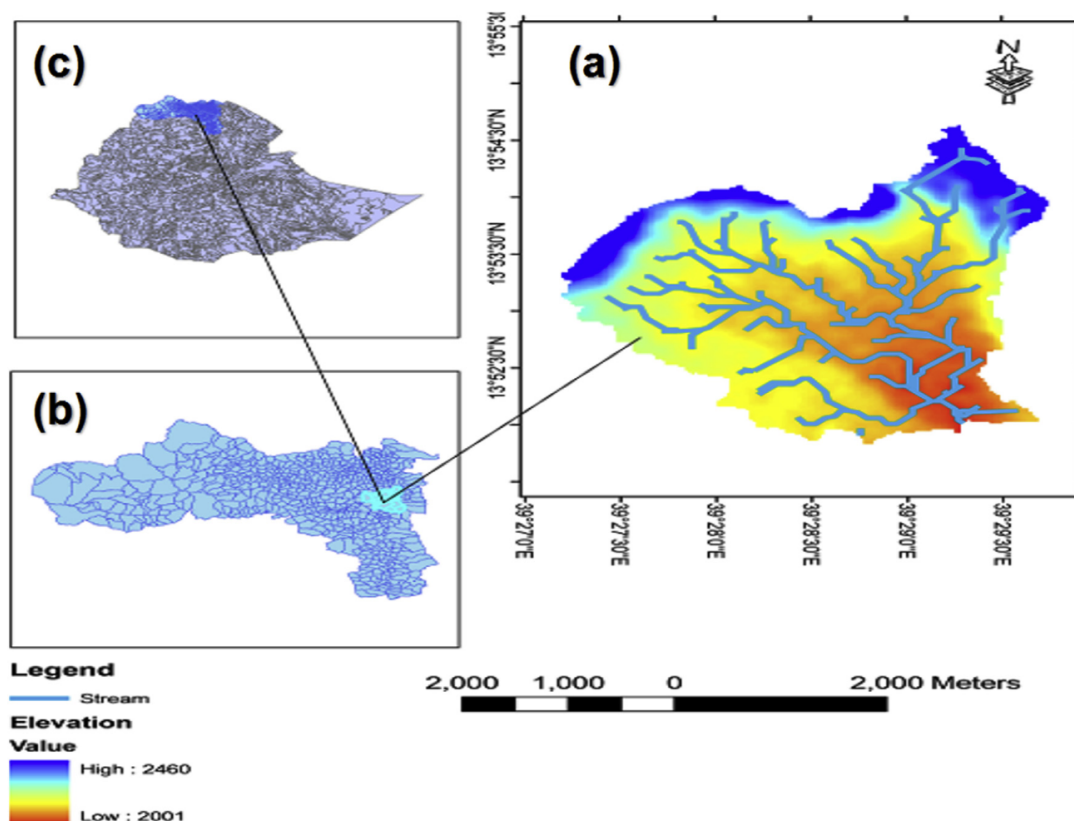 (c)
(a)
N
13°55'30"
13°54'30"N
13°53'30"N
13°52'30"N
39°27'0"E
39°27'30"E
39°28'0"E
39°28'30"E
39°29'0"E
39°29'30"E
(b)
Legend
Stream
Elevation
Value
High : 2460
Low : 2001
2,000 1,000 0 2,000 Meters